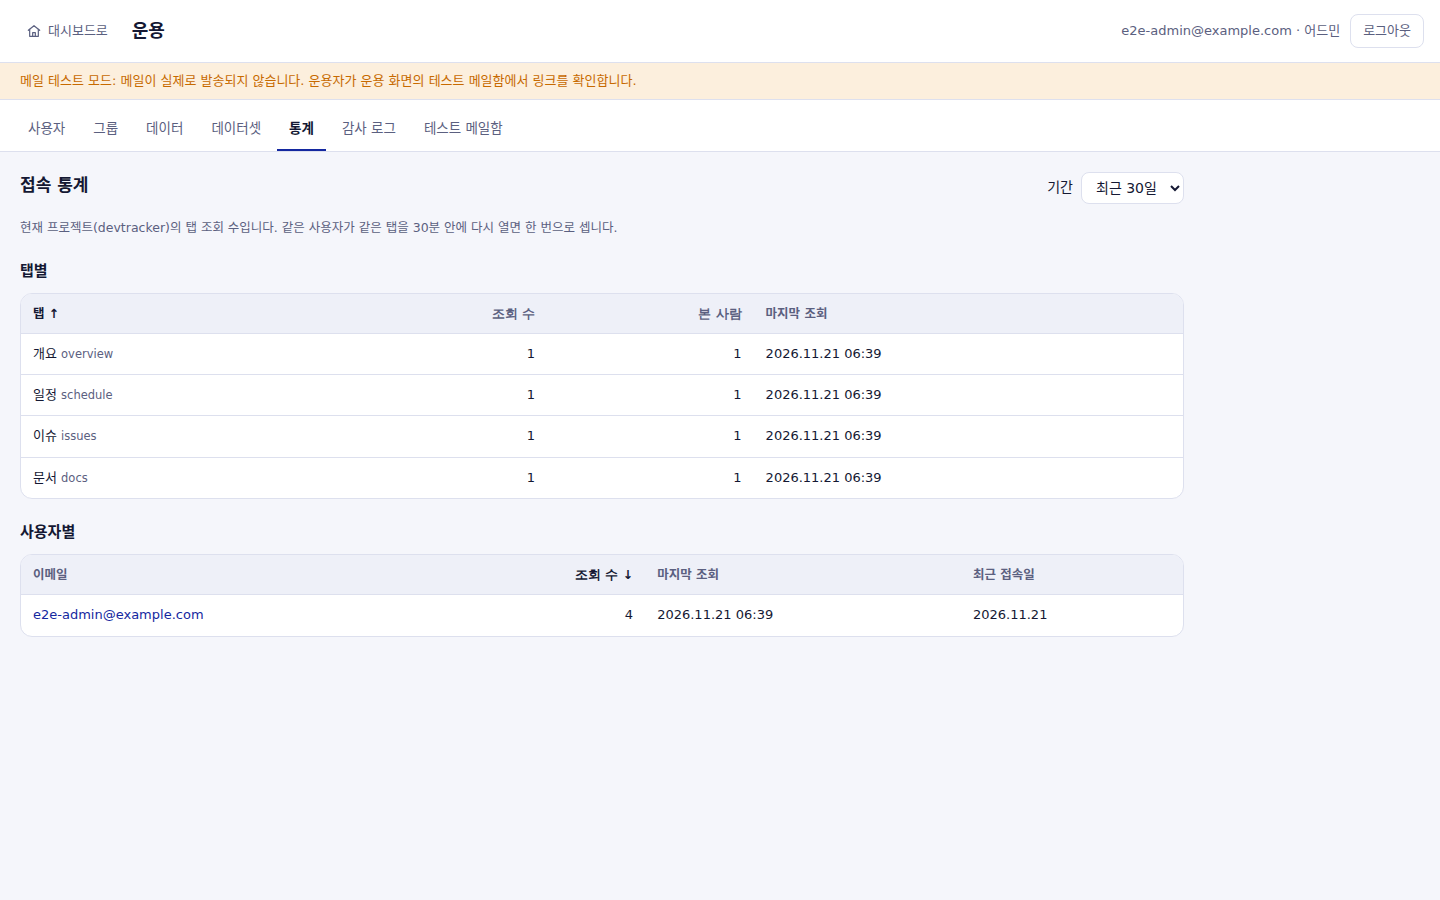 대시보드로 운용 e2e-admin@example.com · 어드민 로그아웃
메일 테스트 모드: 메일이 실제로 발송되지 않습니다. 운용자가 운용 화면의 테스트 메일함에서 링크를 확인합니다.
사용자 그룹 데이터 데이터셋 통계 감사 로그 테스트 메일함
접속 통계 기간 최근 30일
현재 프로젝트(devtracker)의 탭 조회 수입니다. 같은 사용자가 같은 탭을 30분 안에 다시 열면 한 번으로 셉니다.
탭별
탭 ↑ 조회 수 본 사람 마지막 조회
개요 overview 1 1 2026.11.21 06:39
일정 schedule 1 1 2026.11.21 06:39
이슈 issues 1 1 2026.11.21 06:39
문서 docs 1 1 2026.11.21 06:39
사용자별
이메일 조회 수 ↓ 마지막 조회 최근 접속일
e2e-admin@example.com 4 2026.11.21 06:39 2026.11.21